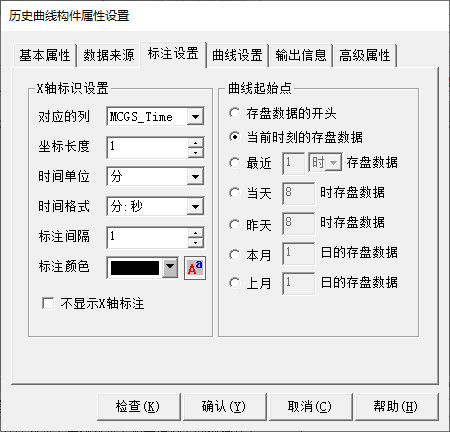 历史曲线构件属性设置
基本属性 数据来源 标注设置 曲线设置 输出信息 高级属性
X轴标识设置
对应的列 MCGS_Time
坐标长度 1
时间单位 分
时间格式 分:秒
标注间隔 1
标注颜色 Aa
不显示X轴标注
曲线起始点
存盘数据的开头
当前时刻的存盘数据
最近 1 时 存盘数据
当天 8 时存盘数据
昨天 8 时存盘数据
本月 1 日的存盘数据
上月 1 日的存盘数据
检查(K) 确认(Y) 取消(C) 帮助(H)